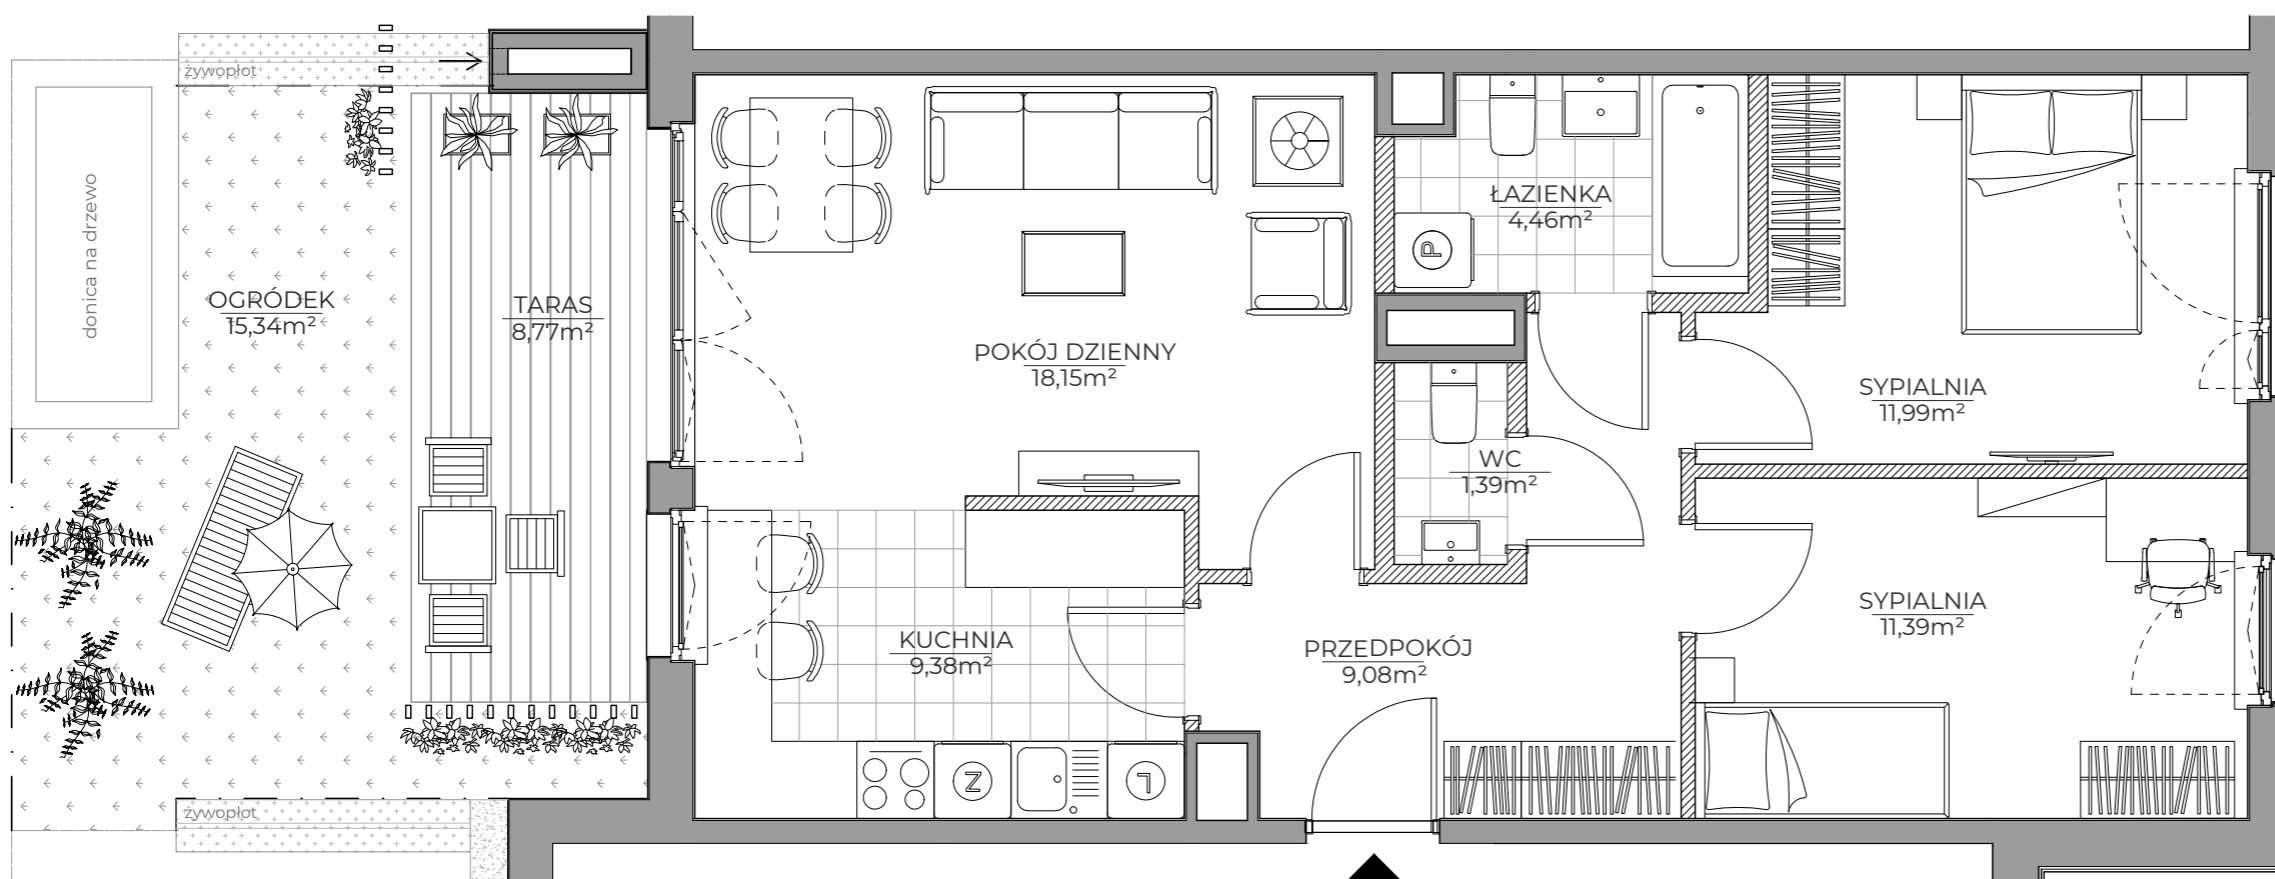 żywopłot
donica na drzewo
OGRÓDEK
15,34m²
TARAS
8,77m²
POKÓJ DZIENNY
18,15m²
ŁAZIENKA
4,46m²
P
SYPIALNIA
11,99m²
WC
1,39m²
KUCHNIA
9,38m²
PRZEDPOKÓJ
9,08m²
SYPIALNIA
11,39m²
Z
L
żywopłot